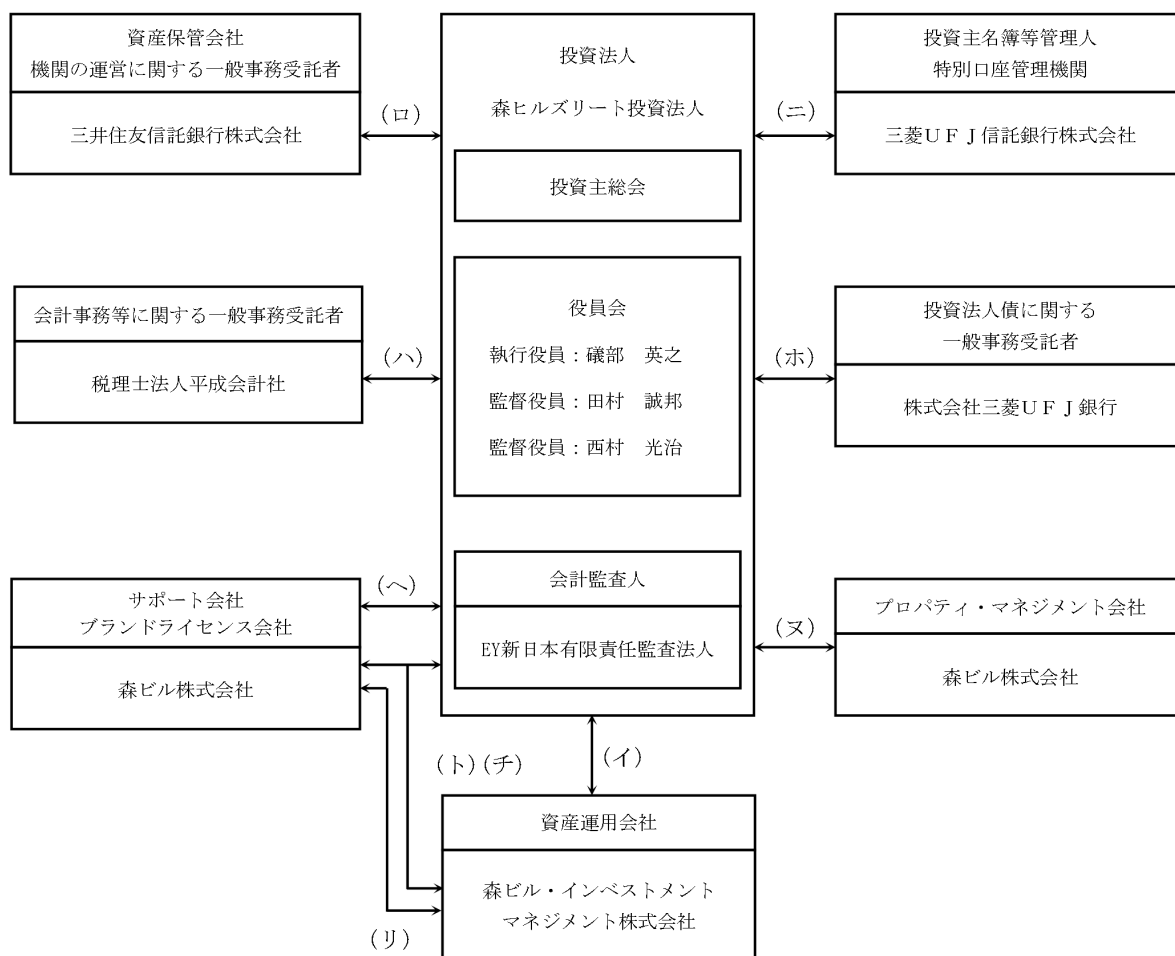 資産保管会社
機関の運営に関する一般事務受託者
三井住友信託銀行株式会社
(ロ)
投資法人
森ヒルズリート投資法人
投資主総会
(ニ)
投資主名簿等管理人
特別口座管理機関
三菱UFJ信託銀行株式会社
会計事務等に関する一般事務受託者
税理士法人平成会計社
(ハ)
役員会
執行役員:礒部 英之
監督役員:田村 誠邦
監督役員:西村 光治
(ホ)
投資法人債に関する
一般事務受託者
株式会社三菱UFJ銀行
サポート会社
ブランドライセンス会社
森ビル株式会社
(ヘ)
会計監査人
EY新日本有限責任監査法人
(ヌ)
プロパティ・マネジメント会社
森ビル株式会社
(ト)(チ)
(イ)
資産運用会社
森ビル・インベストメント
マネジメント株式会社
(リ)